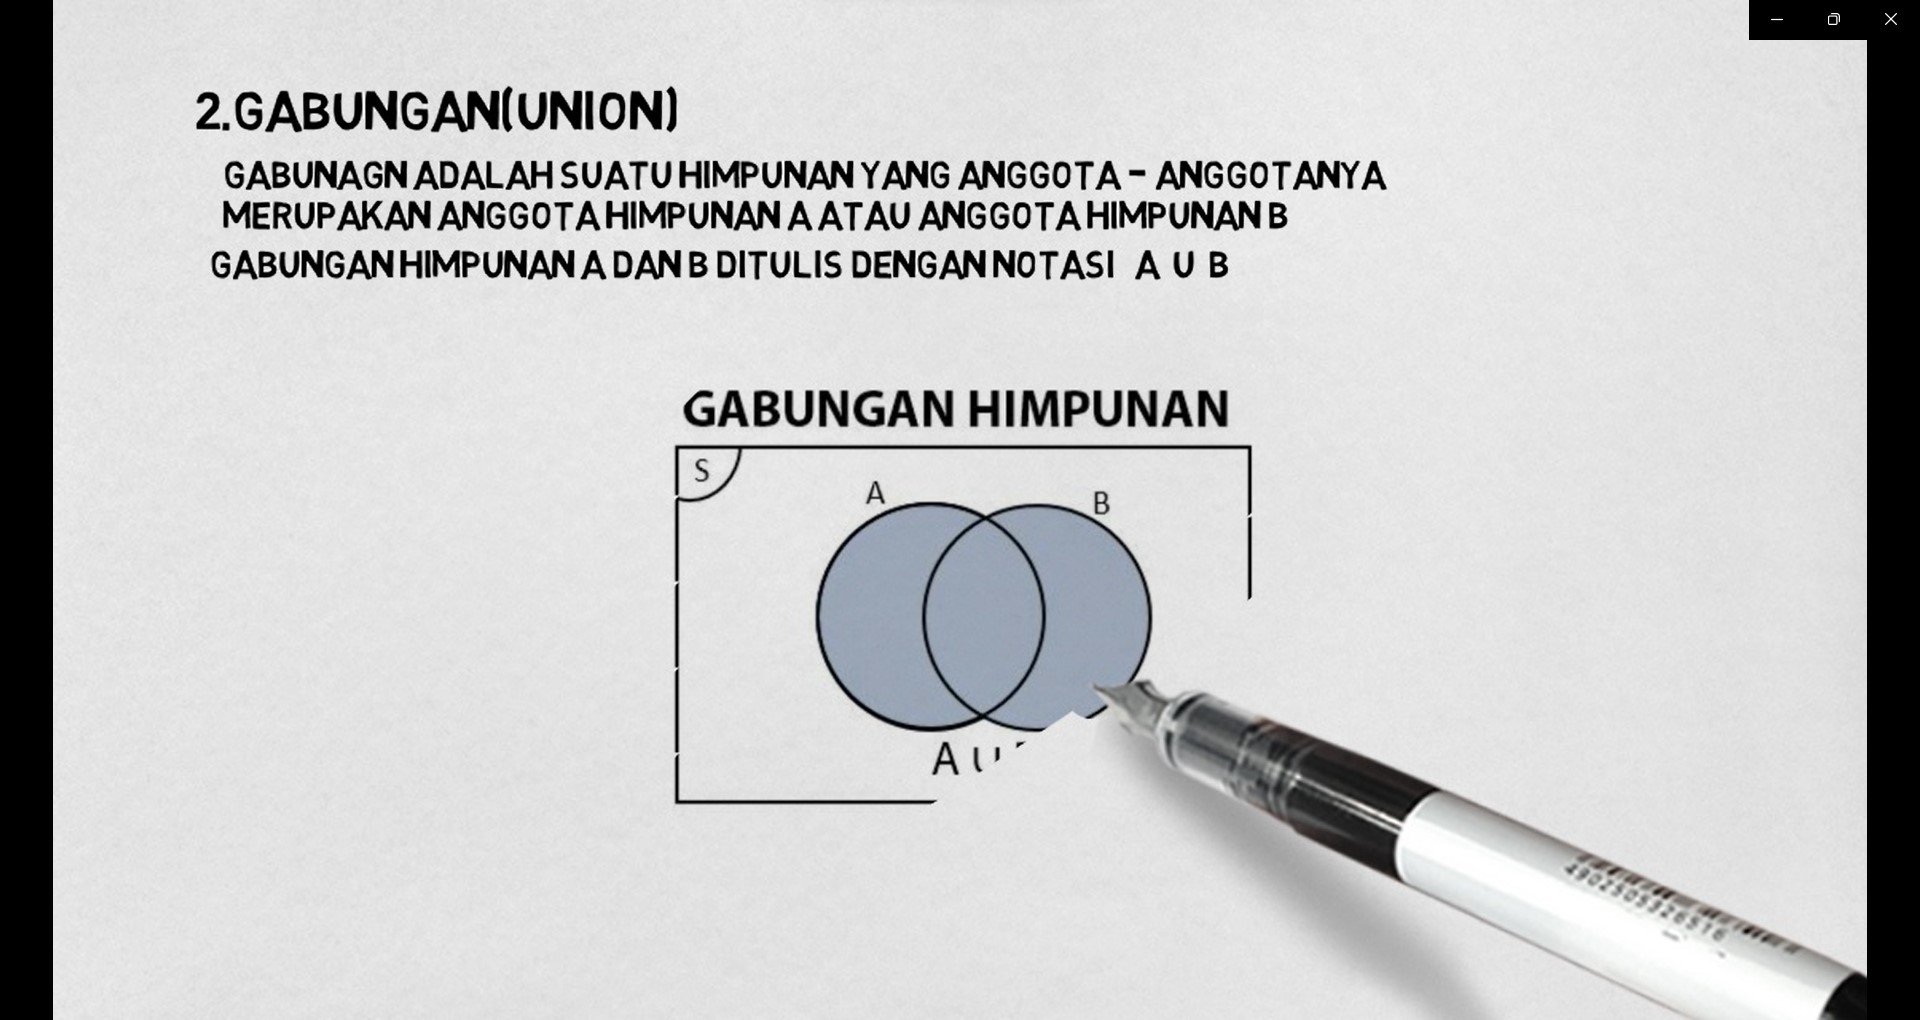 2.GABUNGAN(UNION)
GABUNAGN ADALAH SUATU HIMPUNAN YANG ANGGOTA - ANGGOTANYA
MERUPAKAN ANGGOTA HIMPUNAN A ATAU ANGGOTA HIMPUNAN B
GABUNGAN HIMPUNAN A DAN B DITULIS DENGAN NOTASI A U B
GABUNGAN HIMPUNAN
S
A
B
A U
4902505326516